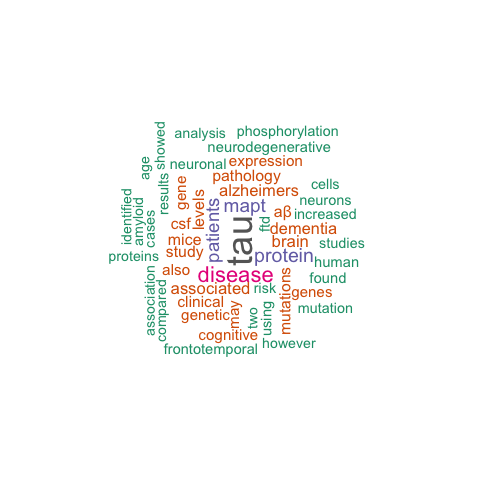 analysis
phosphorylation
showed
neurodegenerative
age
neuronal
expression
pathology
results
gene
alzheimers
cells
levels
mapt
neurons
identified
amyloid
cases
patients
tau
ftd
aβ
increased
csf
dementia
mice
brain
studies
proteins
study
protein
human
also
disease
found
association
compared
associated
risk
mutations
genes
clinical
may
two
using
mutation
genetic
cognitive
however
frontotemporal